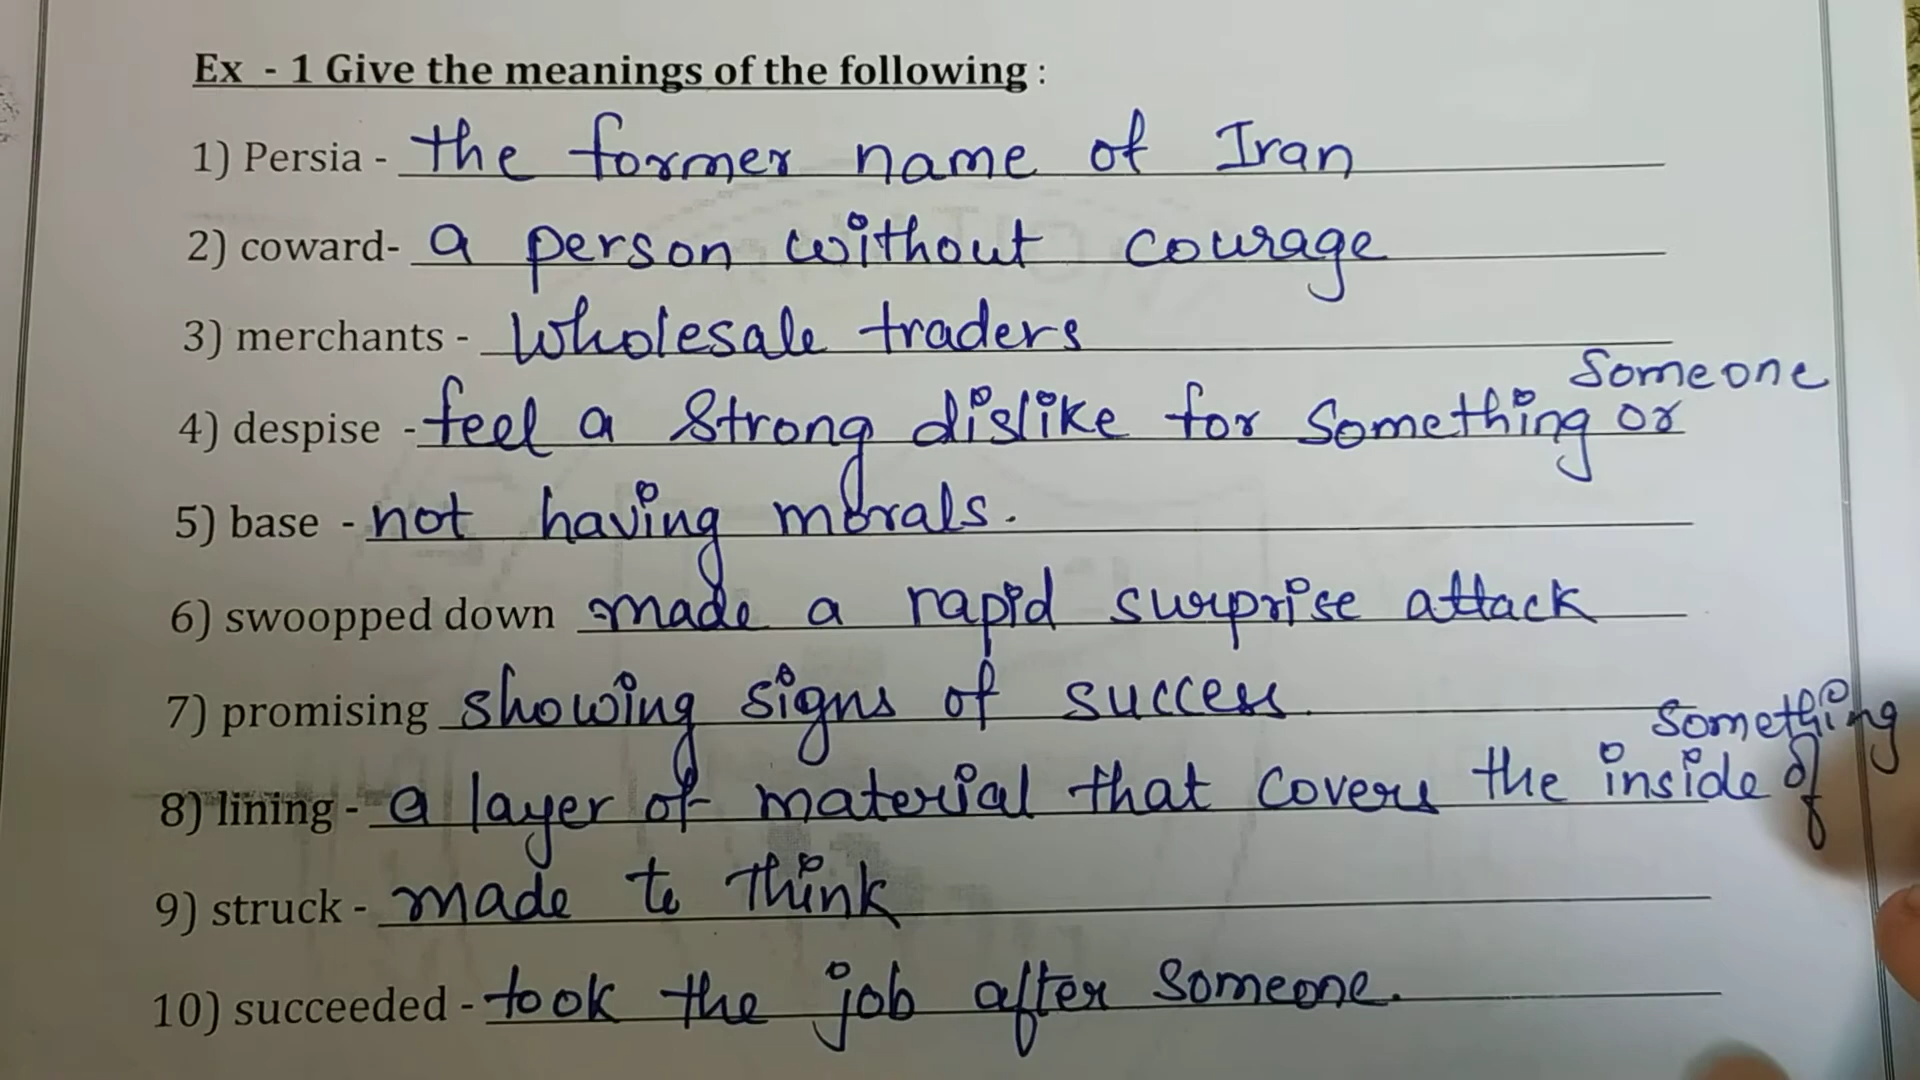 Ex - 1 Give the meanings of the following :
1) Persia - the former name of Iran
2) coward- a person without courage
3) merchants - Wholesale traders
4) despise - feel a strong dislike for something or someone
5) base - not having morals.
6) swoopped down - made a rapid surprise attack
7) promising showing signs of success.
8) lining - a layer of material that covers the inside of something
9) struck - made to think
10) succeeded - took the job after someone.